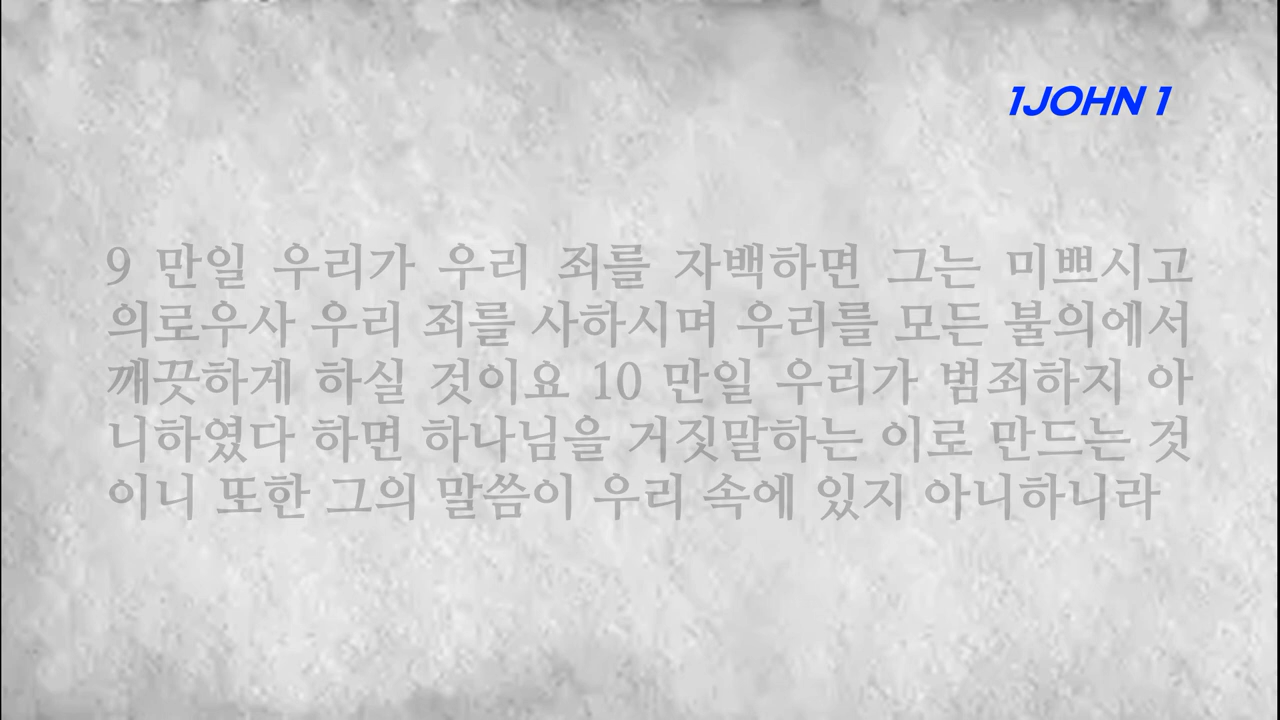 1JOHN 1
9 만일 우리가 우리 죄를 자백하면 그는 미쁘시고
의로우사 우리 죄를 사하시며 우리를 모든 불의에서
깨끗하게 하실 것이요 10 만일 우리가 범죄하지 아
니하였다 하면 하나님을 거짓말하는 이로 만드는 것
이니 또한 그의 말씀이 우리 속에 있지 아니하니라